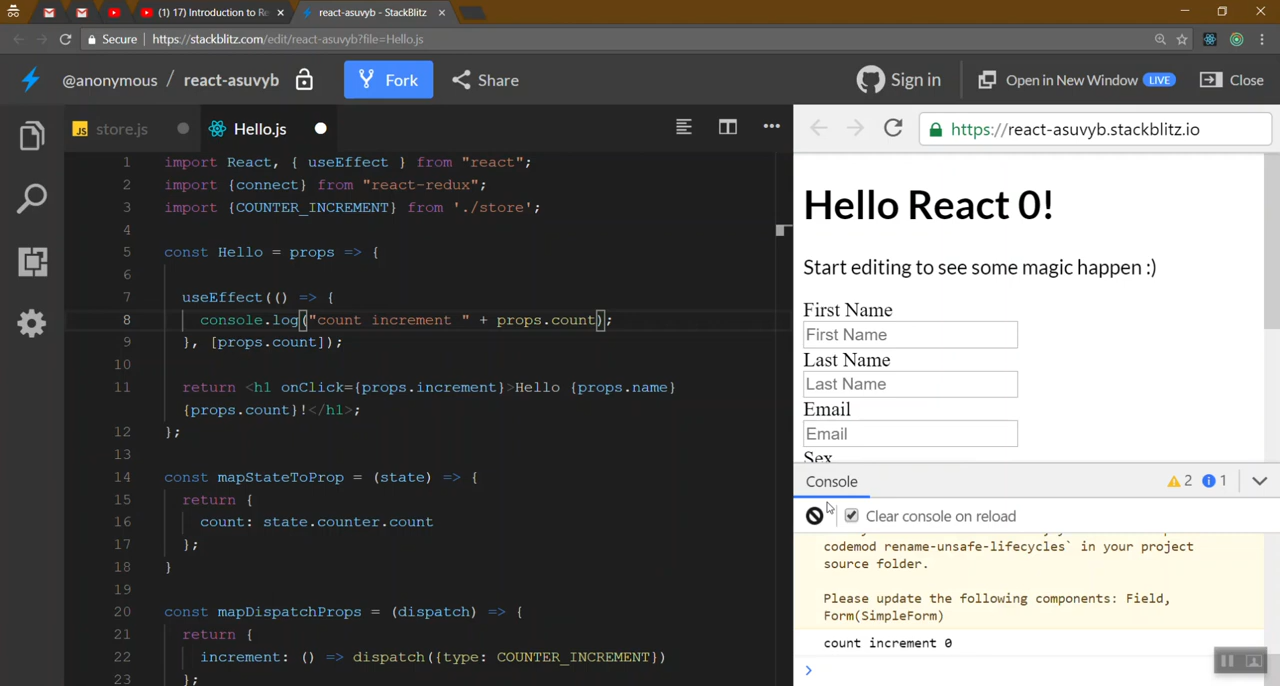 (1) 17) Introduction to Re
react-asuvyb - StackBlitz
Secure
https://stackblitz.com/edit/react-asuvyb?file=Hello.js
@anonymous / react-asuvyb
Fork
Share
Sign in
Open in New Window LIVE
Close
JS store.js
Hello.js
https://react-asuvyb.stackblitz.io
1 import React, { useEffect } from "react";
2 import {connect} from "react-redux";
3 import {COUNTER_INCREMENT} from './store';
4
5 const Hello = props => {
6
7 useEffect(() => {
8 console.log("count increment " + props.count);
9 }, [props.count]);
10
11 return <h1 onClick={props.increment}>Hello {props.name}
{props.count}!</h1>;
12 };
13
14 const mapStateToProp = (state) => {
15 return {
16 count: state.counter.count
17 };
18 }
19
20 const mapDispatchProps = (dispatch) => {
21 return {
22 increment: () => dispatch({type: COUNTER_INCREMENT})
23 };
Hello React 0!
Start editing to see some magic happen :)
First Name
First Name
Last Name
Last Name
Email
Email
Sex
Console
2
1
Clear console on reload
codemod rename-unsafe-lifecycles` in your project
source folder.
Please update the following components: Field,
Form(SimpleForm)
count increment 0